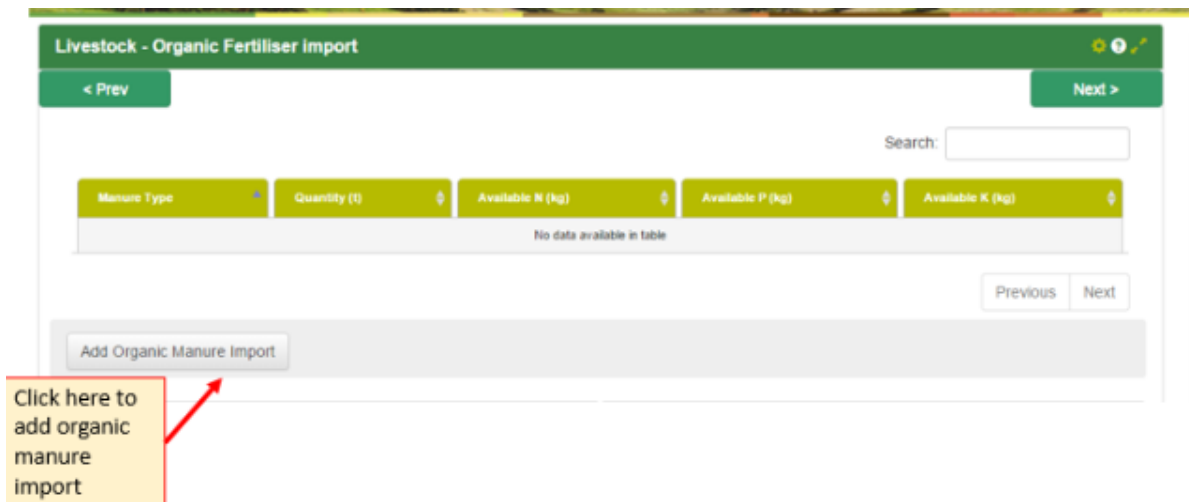 Livestock - Organic Fertiliser import
< Prev
Next >
Search:
Manure Type Quantity (t) Available N (kg) Available P (kg) Available K (kg)
No data available in table
Previous Next
Add Organic Manure Import
Click here to
add organic
manure
import